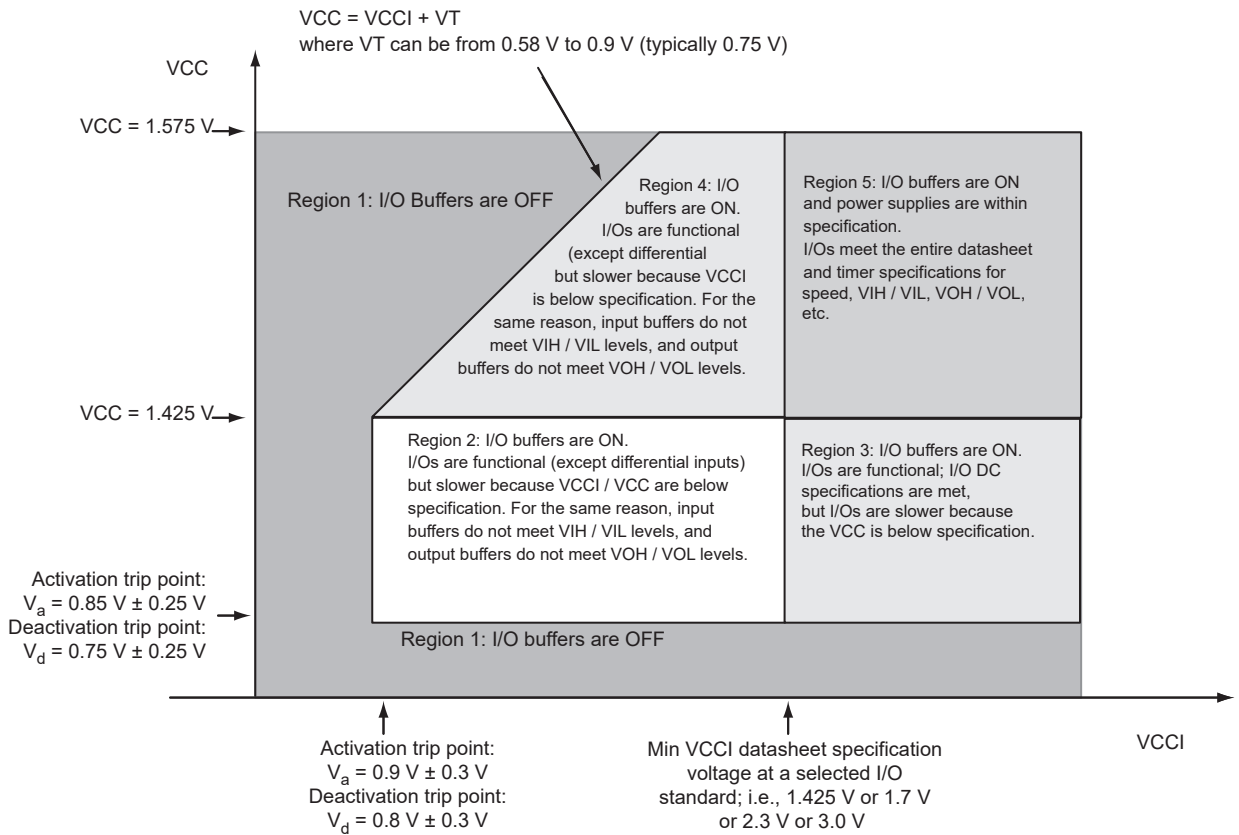 VCC = VCCI + VT
where VT can be from 0.58 V to 0.9 V (typically 0.75 V)
VCC
VCC = 1.575 V
Region 1: I/O Buffers are OFF
Region 4: I/O
buffers are ON.
I/Os are functional
(except differential
but slower because VCCI
is below specification. For the
same reason, input buffers do not
meet VIH / VIL levels, and output
buffers do not meet VOH / VOL levels.
Region 5: I/O buffers are ON
and power supplies are within
specification.
I/Os meet the entire datasheet
and timer specifications for
speed, VIH / VIL, VOH / VOL,
etc.
VCC = 1.425 V
Region 2: I/O buffers are ON.
I/Os are functional (except differential inputs)
but slower because VCCI / VCC are below
specification. For the same reason, input
buffers do not meet VIH / VIL levels, and
output buffers do not meet VOH / VOL levels.
Region 3: I/O buffers are ON.
I/Os are functional; I/O DC
specifications are met,
but I/Os are slower because
the VCC is below specification.
Activation trip point:
Va = 0.85 V ± 0.25 V
Deactivation trip point:
Vd = 0.75 V ± 0.25 V
Region 1: I/O buffers are OFF
Activation trip point:
Va = 0.9 V ± 0.3 V
Deactivation trip point:
Vd = 0.8 V ± 0.3 V
Min VCCI datasheet specification
voltage at a selected I/O
standard; i.e., 1.425 V or 1.7 V
or 2.3 V or 3.0 V
VCCI